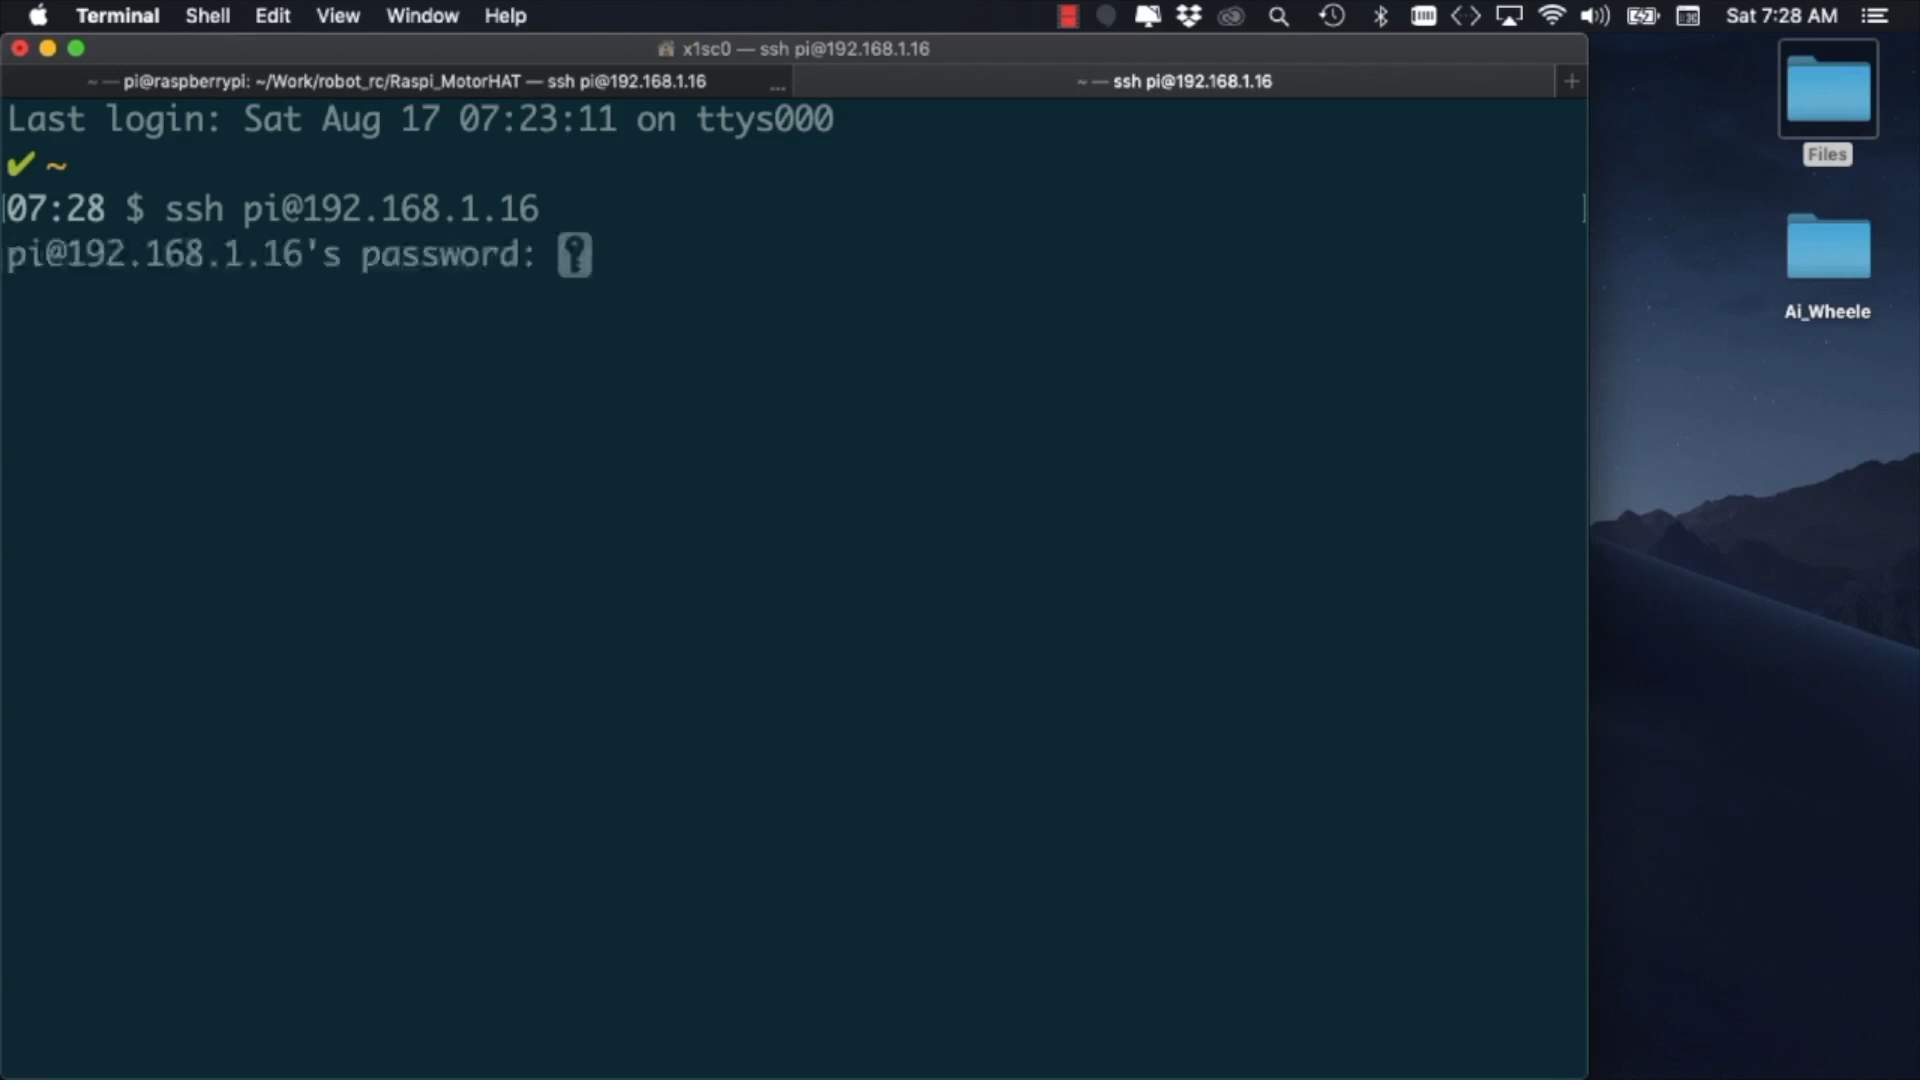 Terminal Shell Edit View Window Help Sat 7:28 AM
x1sc0 — ssh pi@192.168.1.16
~ — pi@raspberrypi: ~/Work/robot_rc/Raspi_MotorHAT — ssh pi@192.168.1.16 ...
~ — ssh pi@192.168.1.16 +
Last login: Sat Aug 17 07:23:11 on ttys000
✔ ~
07:28 $ ssh pi@192.168.1.16
pi@192.168.1.16's password:
Files
Ai_Wheele